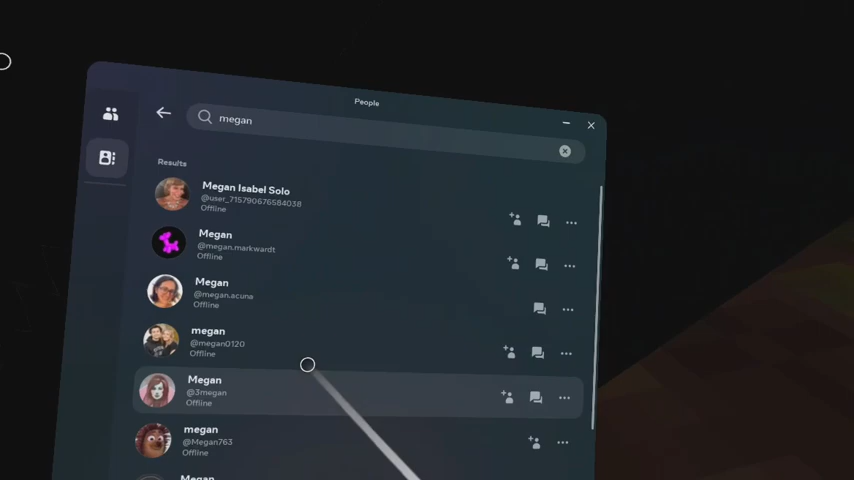 People
megan
Results
Megan Isabel Solo
@user_715790676584038
Offline
Megan
@megan.markwardt
Offline
Megan
@megan.acuna
Offline
megan
@megan0120
Offline
Megan
@3megan
Offline
megan
@Megan763
Offline
Megan